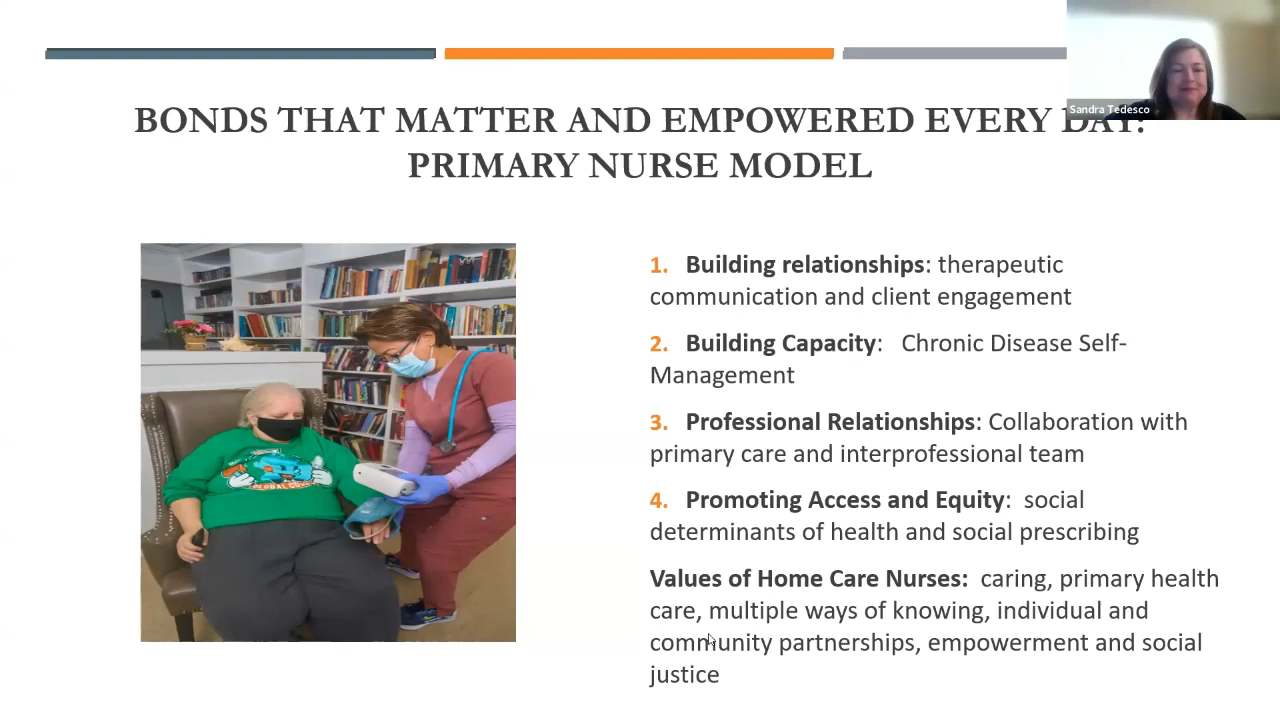 Sandra Tedesco
BONDS THAT MATTER AND EMPOWERED EVERY DAY:
PRIMARY NURSE MODEL
1. Building relationships: therapeutic
communication and client engagement
2. Building Capacity: Chronic Disease Self-
Management
3. Professional Relationships: Collaboration with
primary care and interprofessional team
4. Promoting Access and Equity: social
determinants of health and social prescribing
Values of Home Care Nurses: caring, primary health
care, multiple ways of knowing, individual and
community partnerships, empowerment and social
justice